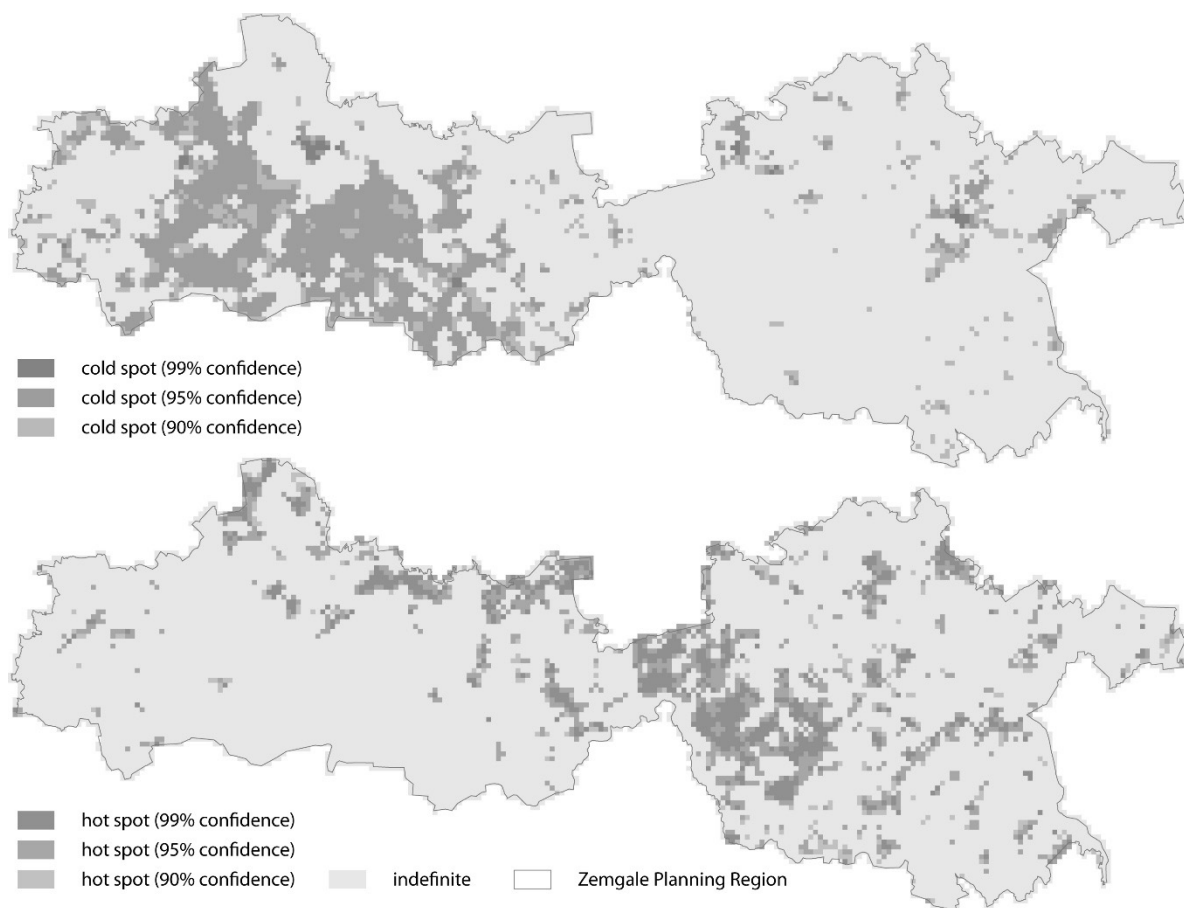 cold spot (99% confidence)
cold spot (95% confidence)
cold spot (90% confidence)
hot spot (99% confidence)
hot spot (95% confidence)
hot spot (90% confidence) indefinite Zemgale Planning Region